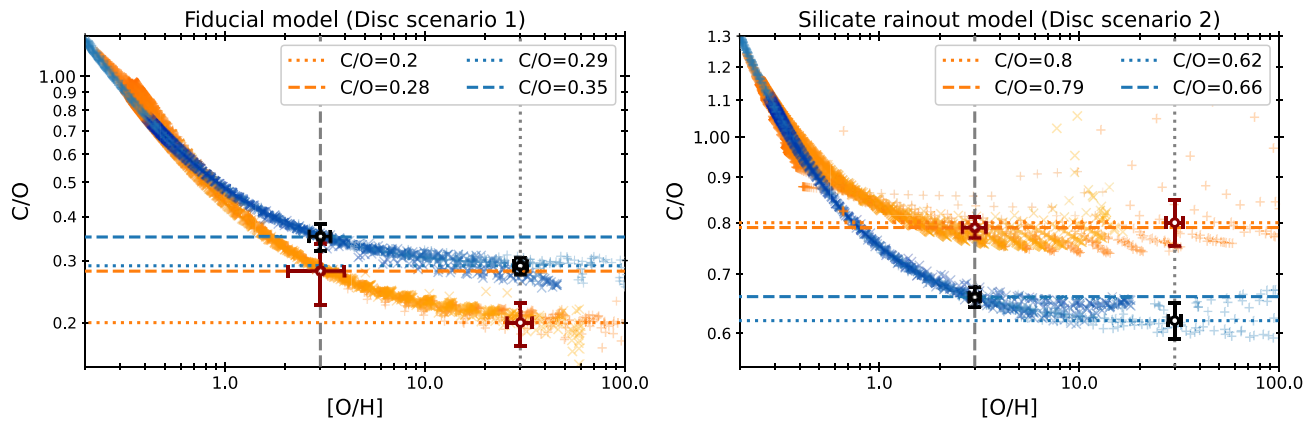 Fiducial model (Disc scenario 1)
C/O=0.2
C/O=0.28
C/O=0.29
C/O=0.35
1.00
0.9
0.8
0.7
0.6
0.5
0.4
0.3
0.2
C/O
1.0
10.0
100.0
[O/H]
Silicate rainout model (Disc scenario 2)
C/O=0.8
C/O=0.79
C/O=0.62
C/O=0.66
1.3
1.2
1.1
1.00
0.9
0.8
0.7
0.6
C/O
1.0
10.0
100.0
[O/H]